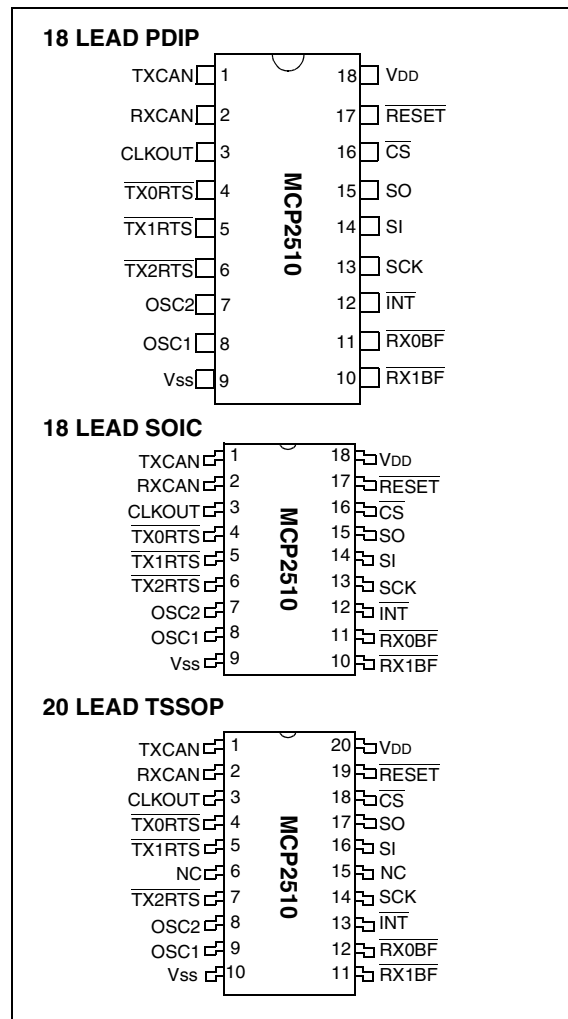 18 LEAD PDIP
TXCAN 1 18 VDD
RXCAN 2 17 RESET
CLKOUT 3 16 CS
TX0RTS 4 15 SO
TX1RTS 5 14 SI
TX2RTS 6 13 SCK
OSC2 7 12 INT
OSC1 8 11 RX0BF
Vss 9 10 RX1BF
MCP2510
18 LEAD SOIC
TXCAN 1 18 VDD
RXCAN 2 17 RESET
CLKOUT 3 16 CS
TX0RTS 4 15 SO
TX1RTS 5 14 SI
TX2RTS 6 13 SCK
OSC2 7 12 INT
OSC1 8 11 RX0BF
Vss 9 10 RX1BF
MCP2510
20 LEAD TSSOP
TXCAN 1 20 VDD
RXCAN 2 19 RESET
CLKOUT 3 18 CS
TX0RTS 4 17 SO
TX1RTS 5 16 SI
NC 6 15 NC
TX2RTS 7 14 SCK
OSC2 8 13 INT
OSC1 9 12 RX0BF
Vss 10 11 RX1BF
MCP2510